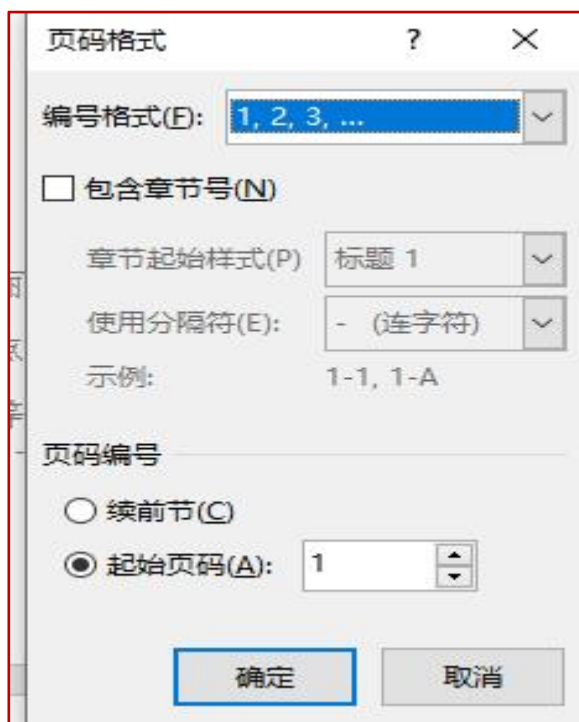 页码格式 ?
编号格式(F): 1, 2, 3, ...
包含章节号(N)
章节起始样式(P) 标题 1
使用分隔符(E): - (连字符)
示例: 1-1, 1-A
页码编号
续前节(C)
起始页码(A): 1
确定 取消